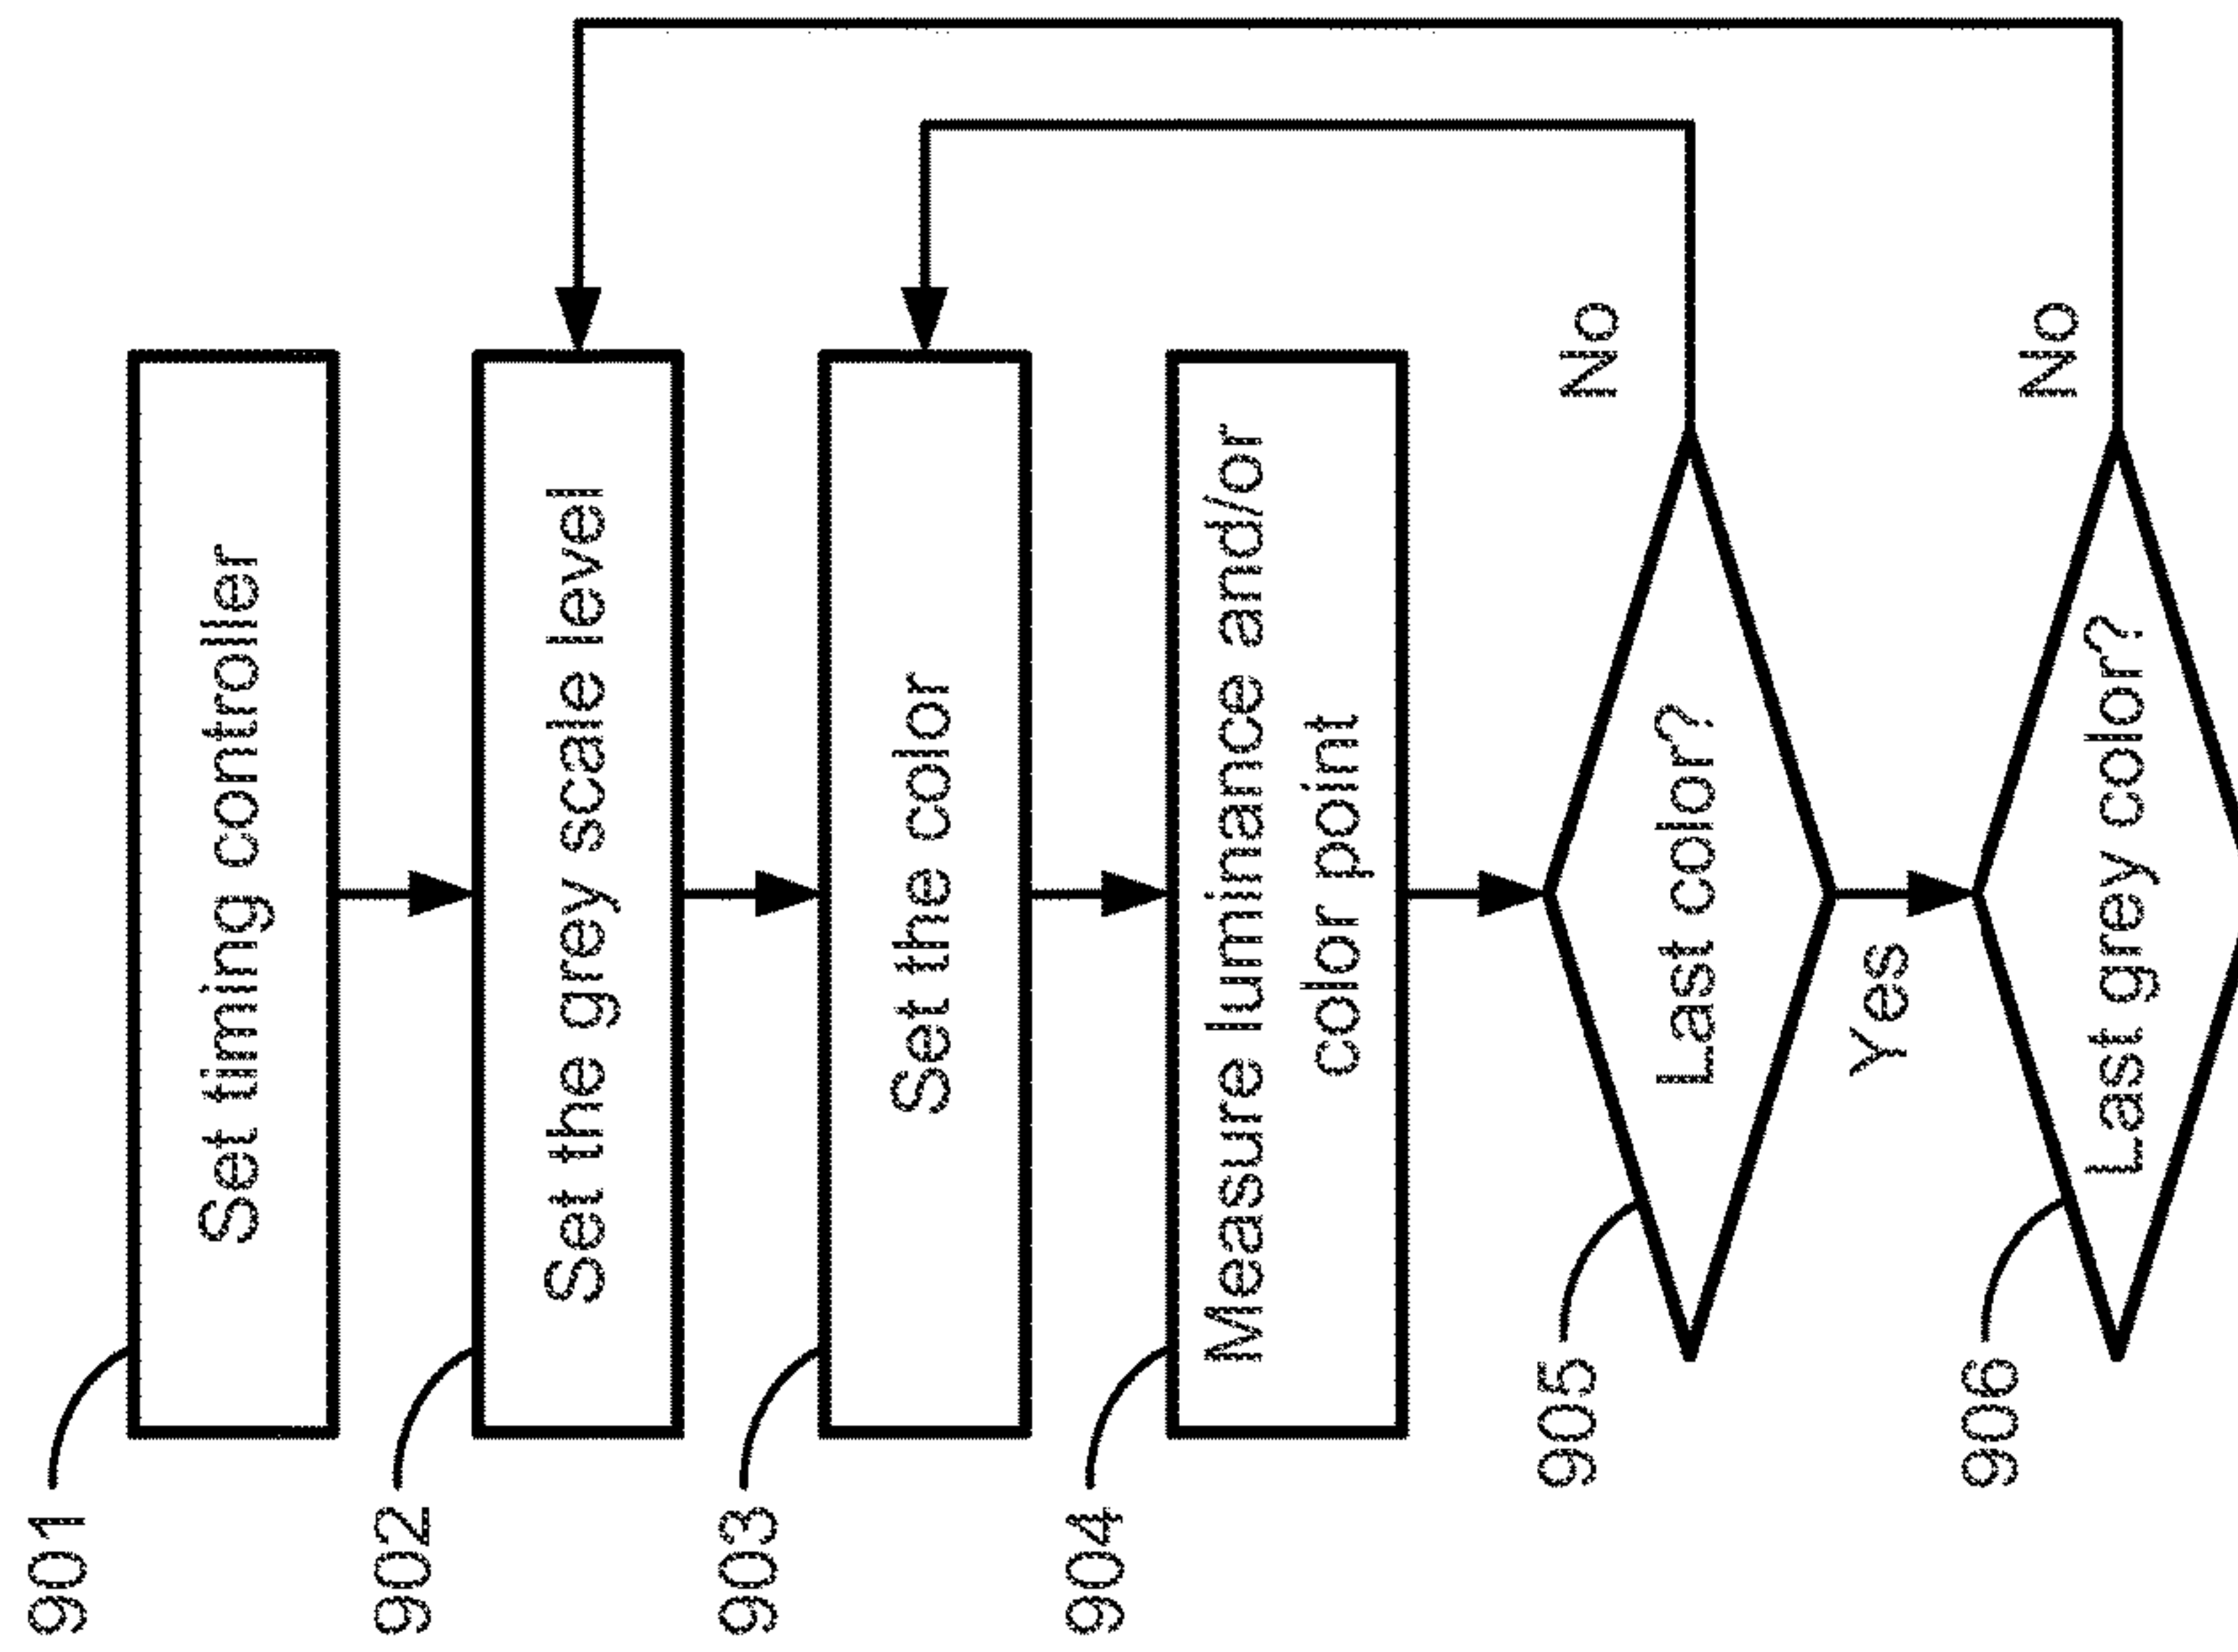 901
Set timing controller
902
Set the grey scale level
903
Set the color
904
Measure luminance and/or
color point
905
Last color?
No
Yes
906
Last grey color?
No